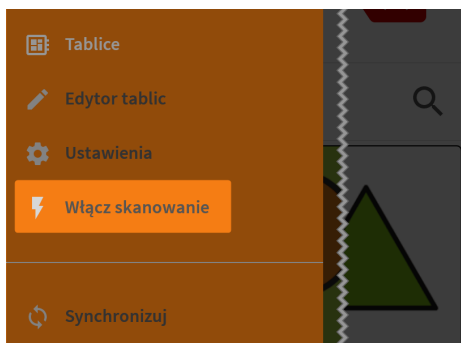 Tablice
Edytor tablic
Ustawienia
Włącz skanowanie
Synchronizuj